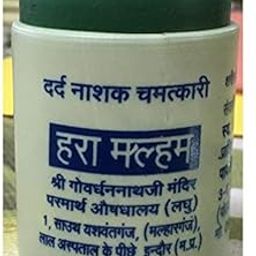 दर्द नाशक चमत्कारी
हरा मल्हम
श्री गोवर्धननाथजी मंदिर
परमार्थ औषधालय (लघु)
1, साउथ यशवंतगंज, (मल्हारगंज),
लाल अस्पताल के पीछे, इन्दौर (म.प्र.)